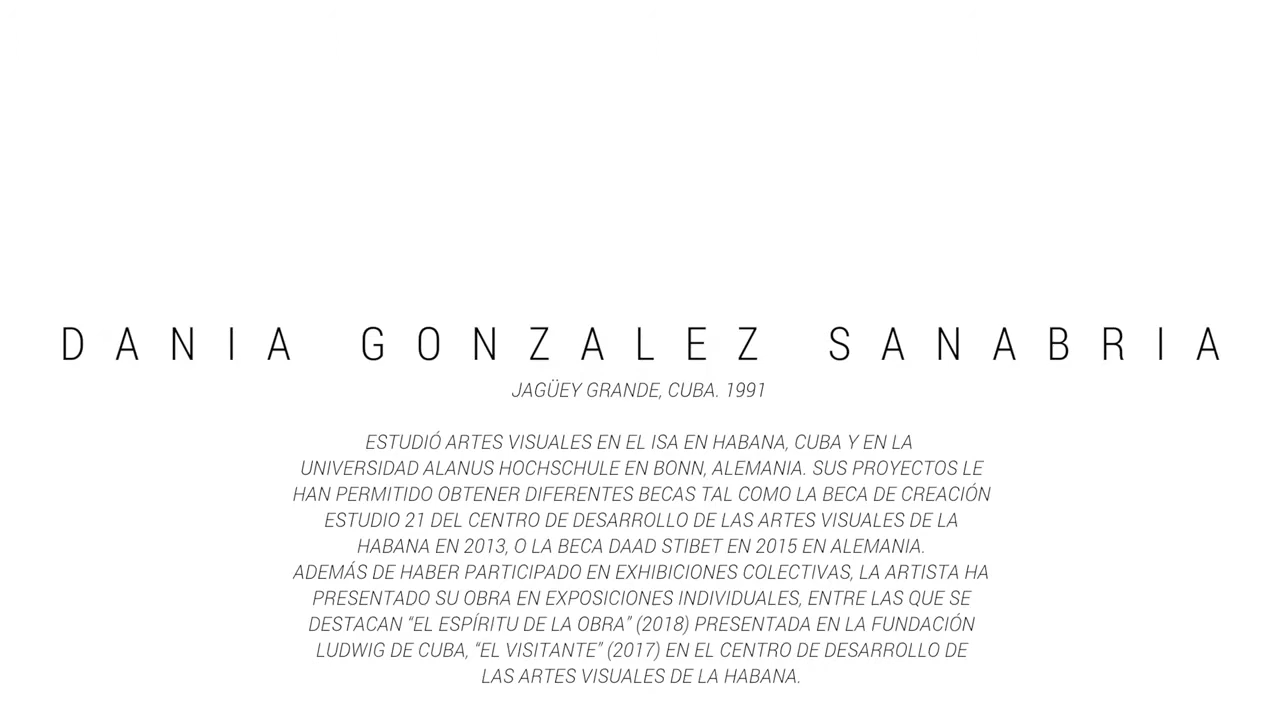 DANIA GONZALEZ SANABRIA
JAGÜEY GRANDE, CUBA. 1991
ESTUDIÓ ARTES VISUALES EN EL ISA EN HABANA, CUBA Y EN LA
UNIVERSIDAD ALANUS HOCHSCHULE EN BONN, ALEMANIA. SUS PROYECTOS LE
HAN PERMITIDO OBTENER DIFERENTES BECAS TAL COMO LA BECA DE CREACIÓN
ESTUDIO 21 DEL CENTRO DE DESARROLLO DE LAS ARTES VISUALES DE LA
HABANA EN 2013, O LA BECA DAAD STIBET EN 2015 EN ALEMANIA.
ADEMÁS DE HABER PARTICIPADO EN EXHIBICIONES COLECTIVAS, LA ARTISTA HA
PRESENTADO SU OBRA EN EXPOSICIONES INDIVIDUALES, ENTRE LAS QUE SE
DESTACAN “EL ESPÍRITU DE LA OBRA” (2018) PRESENTADA EN LA FUNDACIÓN
LUDWIG DE CUBA, “EL VISITANTE” (2017) EN EL CENTRO DE DESARROLLO DE
LAS ARTES VISUALES DE LA HABANA.